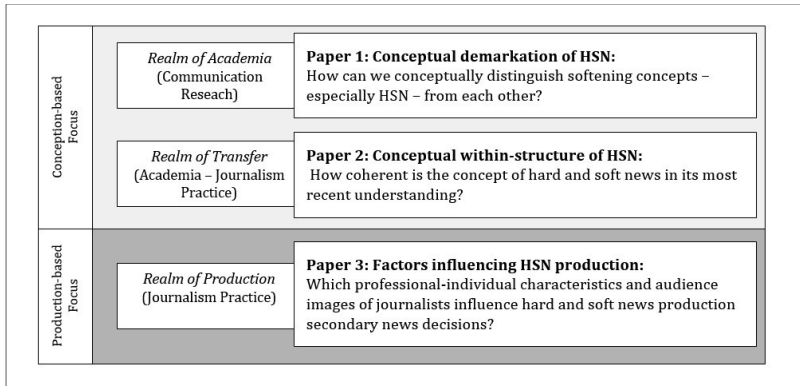 Conception-based
Focus
Realm of Academia
(Communication
Reseach)
Paper 1: Conceptual demarkation of HSN:
How can we conceptually distinguish softening concepts –
especially HSN – from each other?
Realm of Transfer
(Academia – Journalism
Practice)
Paper 2: Conceptual within-structure of HSN:
How coherent is the concept of hard and soft news in its most
recent understanding?
Production-based
Focus
Realm of Production
(Journalism Practice)
Paper 3: Factors influencing HSN production:
Which professional-individual characteristics and audience
images of journalists influence hard and soft news production
secondary news decisions?